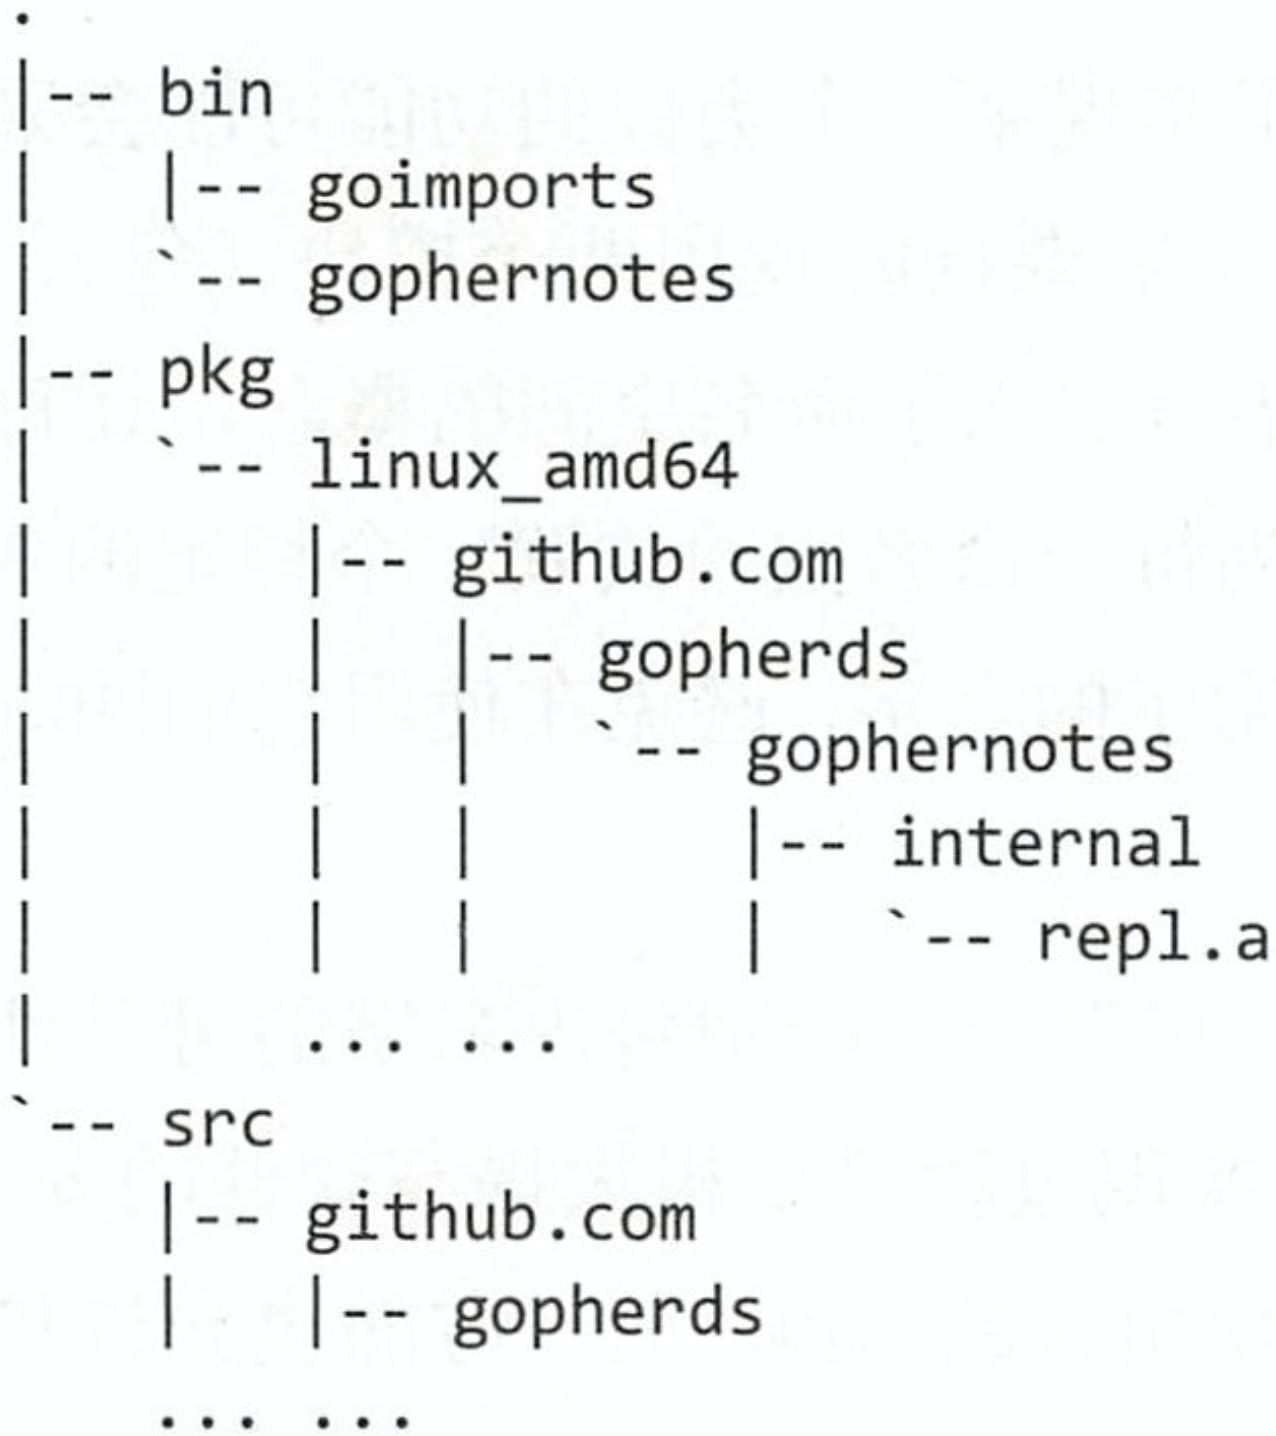 .
|-- bin
|   |-- goimports
|   `-- gophernotes
|-- pkg
|   `-- linux_amd64
|       |-- github.com
|       |   |-- gopherds
|       |   |   `-- gophernotes
|       |   |       |-- internal
|       |   |       |   `-- repl.a
|       ... ...
`-- src
    |-- github.com
    |   |-- gopherds
    ... ...